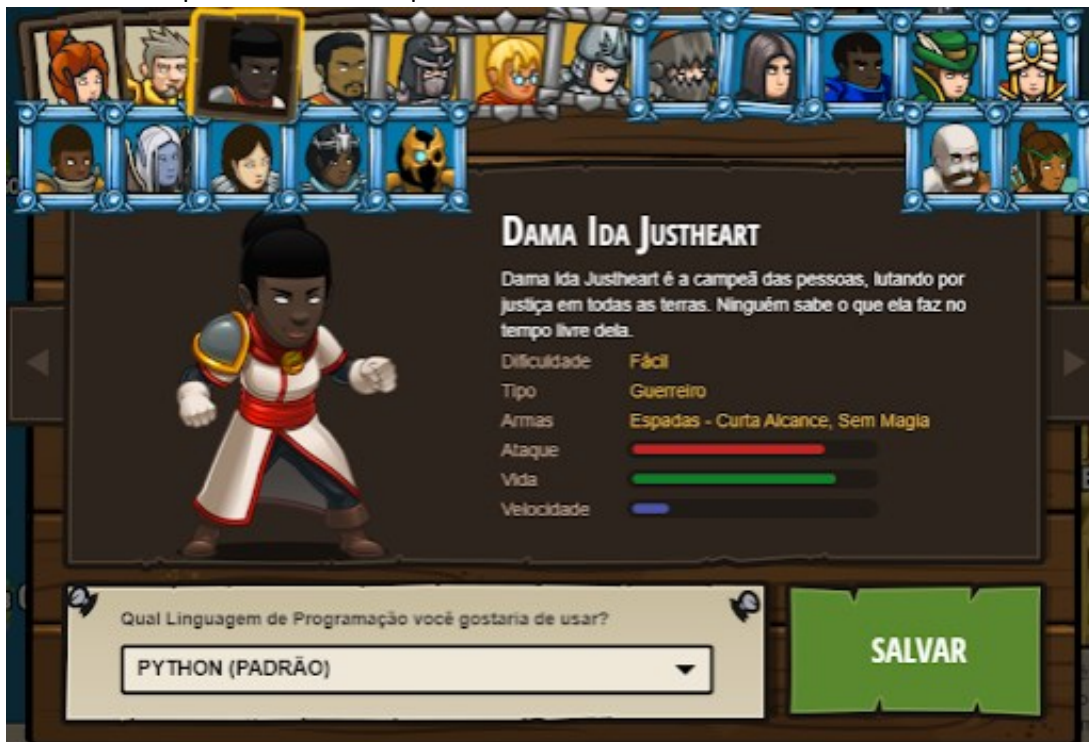 DAMA IDA JUSTHEART
Dama Ida Justheart é a campeã das pessoas, lutando por
justiça em todas as terras. Ninguém sabe o que ela faz no
tempo livre dela.
Dificuldade Fácil
Tipo Guerreiro
Armas Espadas - Curta Alcance, Sem Magia
Ataque
Vida
Velocidade
Qual Linguagem de Programação você gostaria de usar?
PYTHON (PADRÃO)
SALVAR